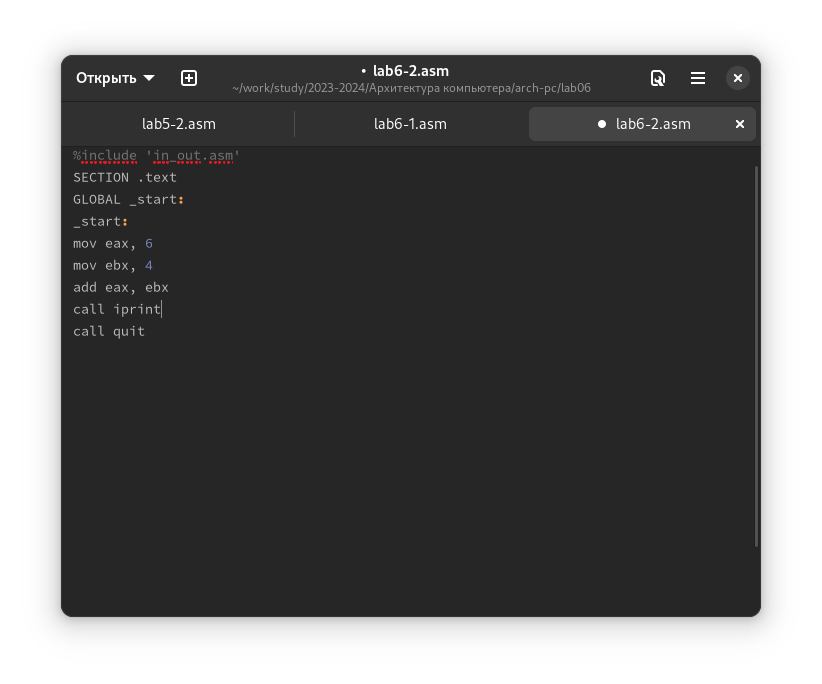 Открыть
• lab6-2.asm
~/work/study/2023-2024/Архитектура компьютера/arch-pc/lab06
lab5-2.asm
lab6-1.asm
● lab6-2.asm
%include 'in_out.asm'
SECTION .text
GLOBAL _start:
_start:
mov eax, 6
mov ebx, 4
add eax, ebx
call iprint
call quit